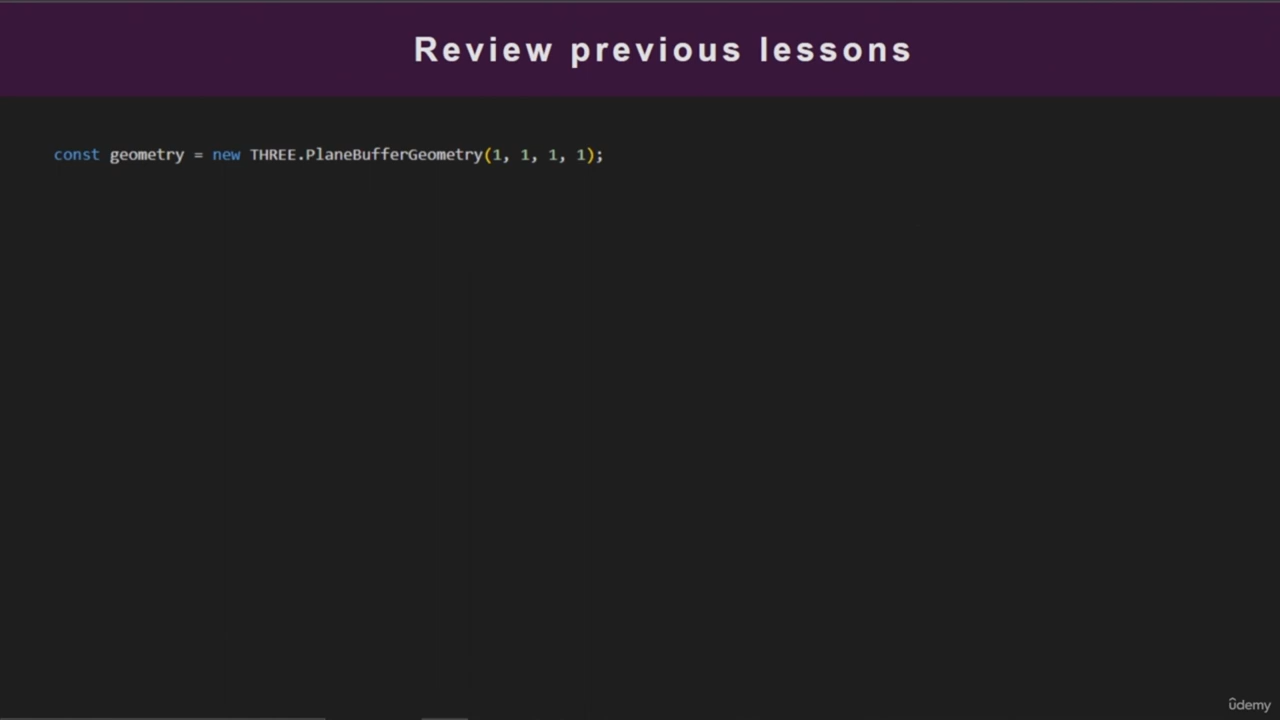 Review previous lessons
const geometry = new THREE.PlaneBufferGeometry(1, 1, 1, 1);
ûdemy